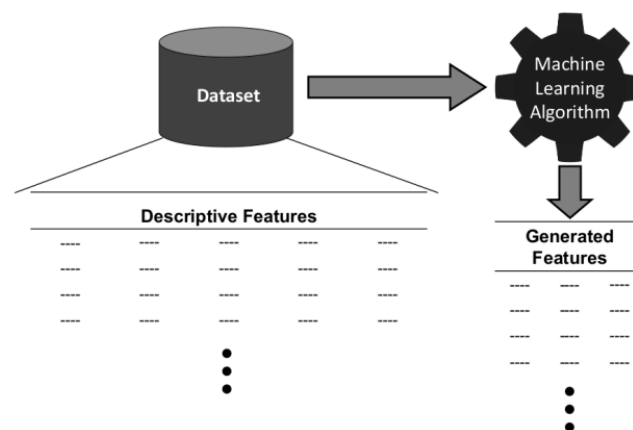 Dataset
Machine
Learning
Algorithm
Descriptive Features
---- ---- ---- ---- ----
---- ---- ---- ---- ----
---- ---- ---- ---- ----
---- ---- ---- ---- ----
Generated
Features
---- ---- ----
---- ---- ----
---- ---- ----
---- ---- ----